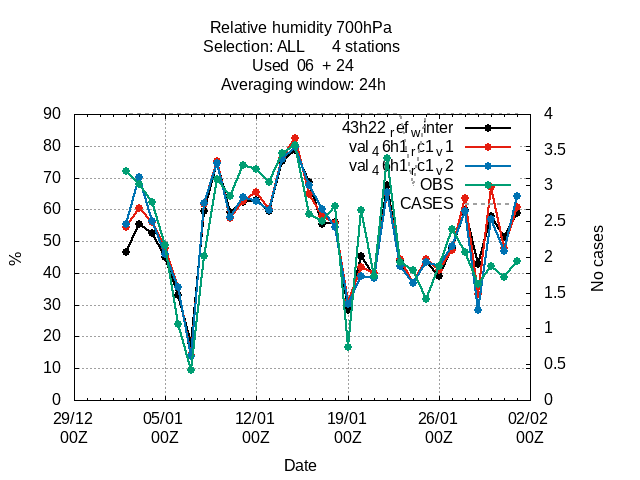 Relative humidity 700hPa
Selection: ALL 4 stations
Used 06 + 24
Averaging window: 24h
90
80
70
60
50
40
30
20
10
0
%
4
3.5
3
2.5
2
1.5
1
0.5
0
No cases
43h22_ref_winter
val_46h1_rc1_v1
val_46h1_rc1_v2
OBS
CASES
29/12 05/01 12/01 19/01 26/01 02/02
00Z 00Z 00Z 00Z 00Z 00Z
Date